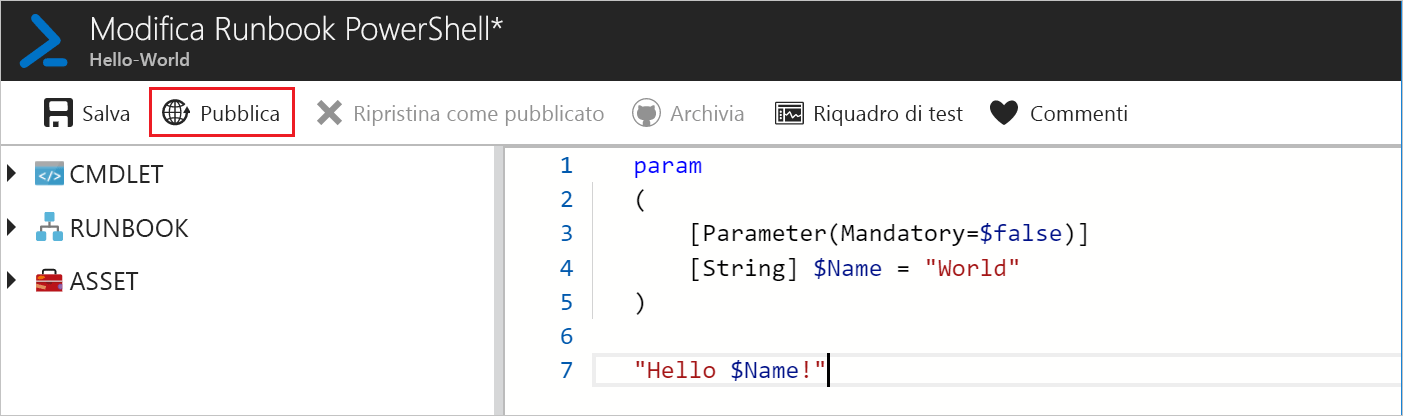 Modifica Runbook PowerShell*
Hello-World
Salva Pubblica Ripristina come pubblicato Archivia Riquadro di test Commenti
CMDLET
RUNBOOK
ASSET
1 param
2 (
3 [Parameter(Mandatory=$false)]
4 [String] $Name = "World"
5 )
6
7 "Hello $Name!"